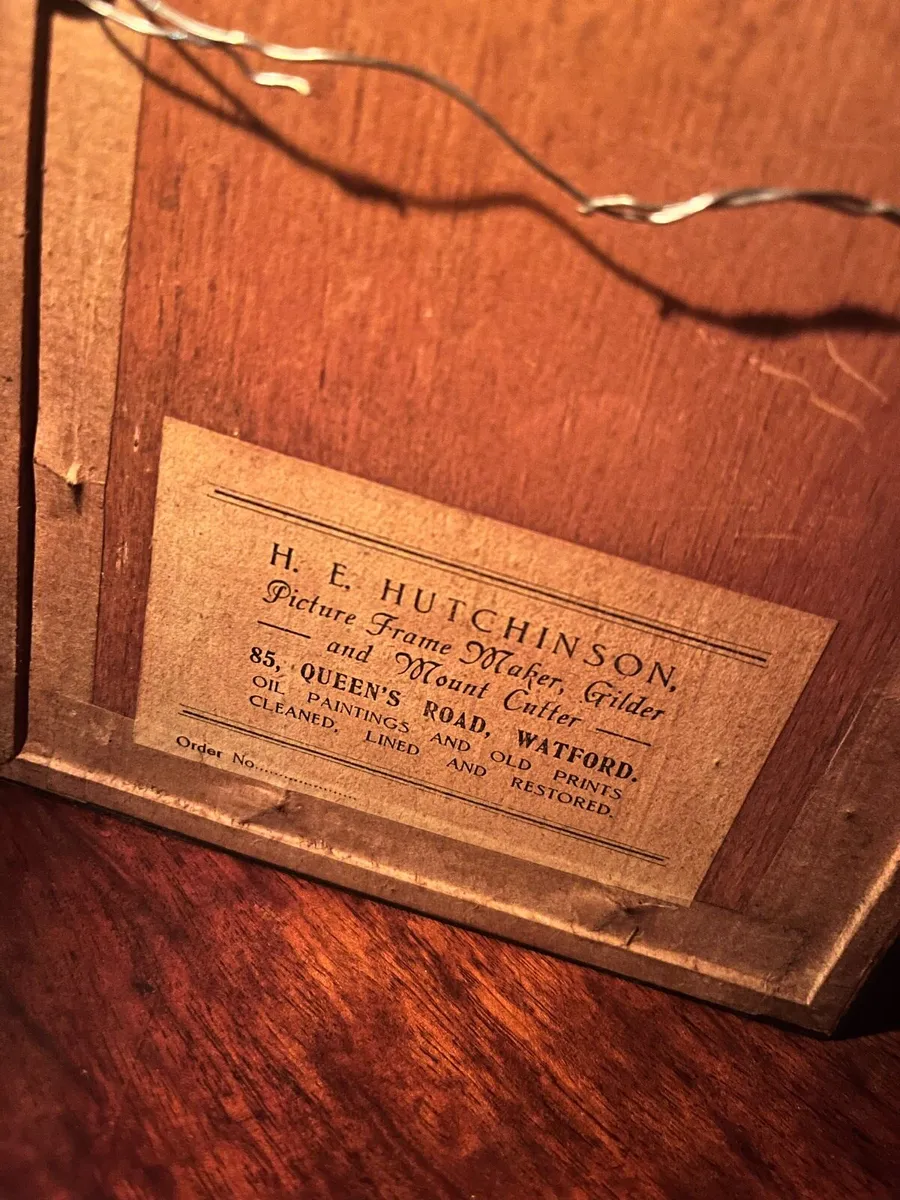 H. E. HUTCHINSON,
Picture Frame Maker, Gilder
and Mount Cutter
85, QUEEN'S ROAD, WATFORD.
OIL PAINTINGS AND OLD PRINTS
CLEANED, LINED AND RESTORED.
Order No..........................